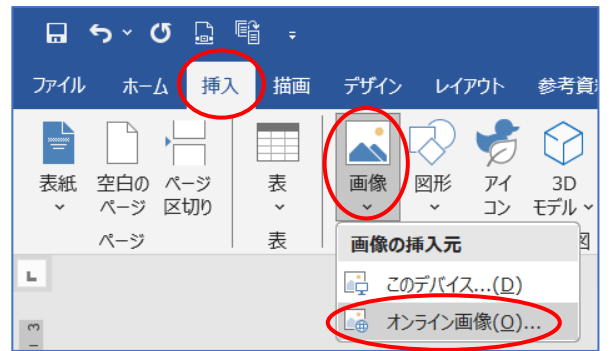 ファイル ホーム 挿入 描画 デザイン レイアウト 参考資
表紙 空白の ページ 表 画像 図形 アイ 3D
ページ 区切り コン モデル
ページ 表 図
画像の挿入元
このデバイス...(D)
オンライン画像(O)...
L
3